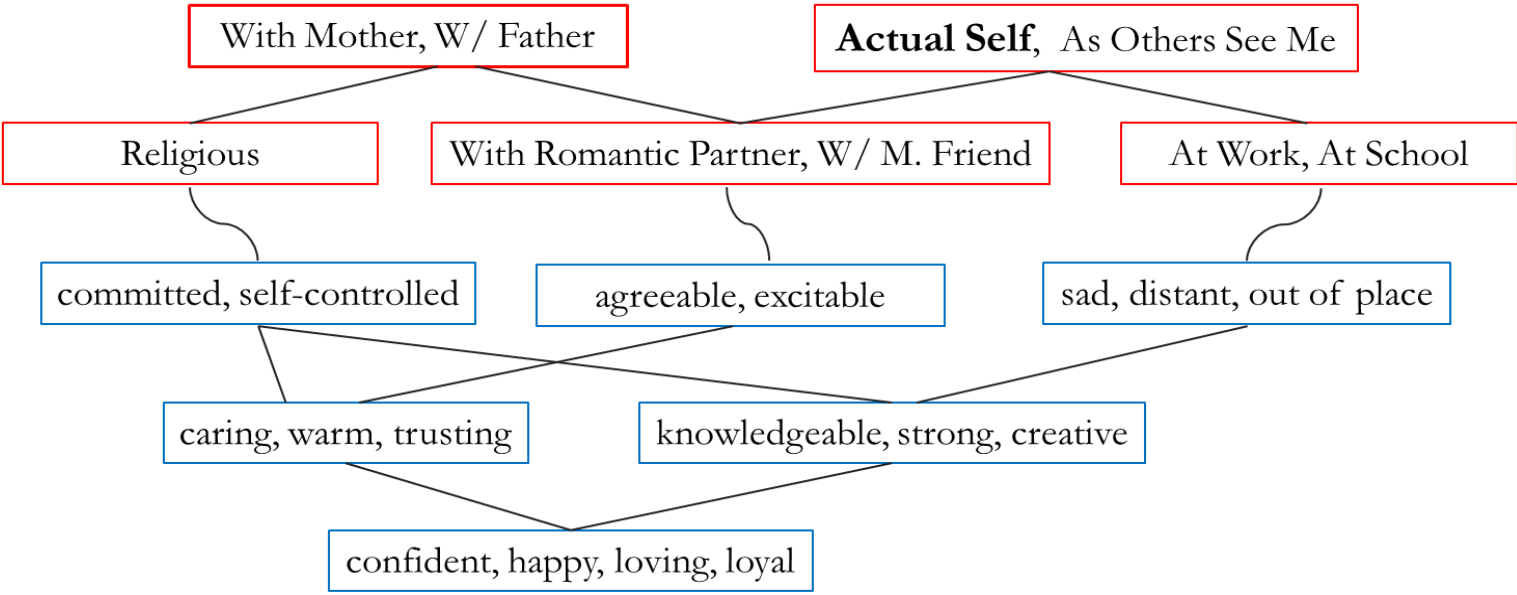 With Mother, W/ Father
Actual Self, As Others See Me
Religious
With Romantic Partner, W/ M. Friend
At Work, At School
committed, self-controlled
agreeable, excitable
sad, distant, out of place
caring, warm, trusting
knowledgeable, strong, creative
confident, happy, loving, loyal